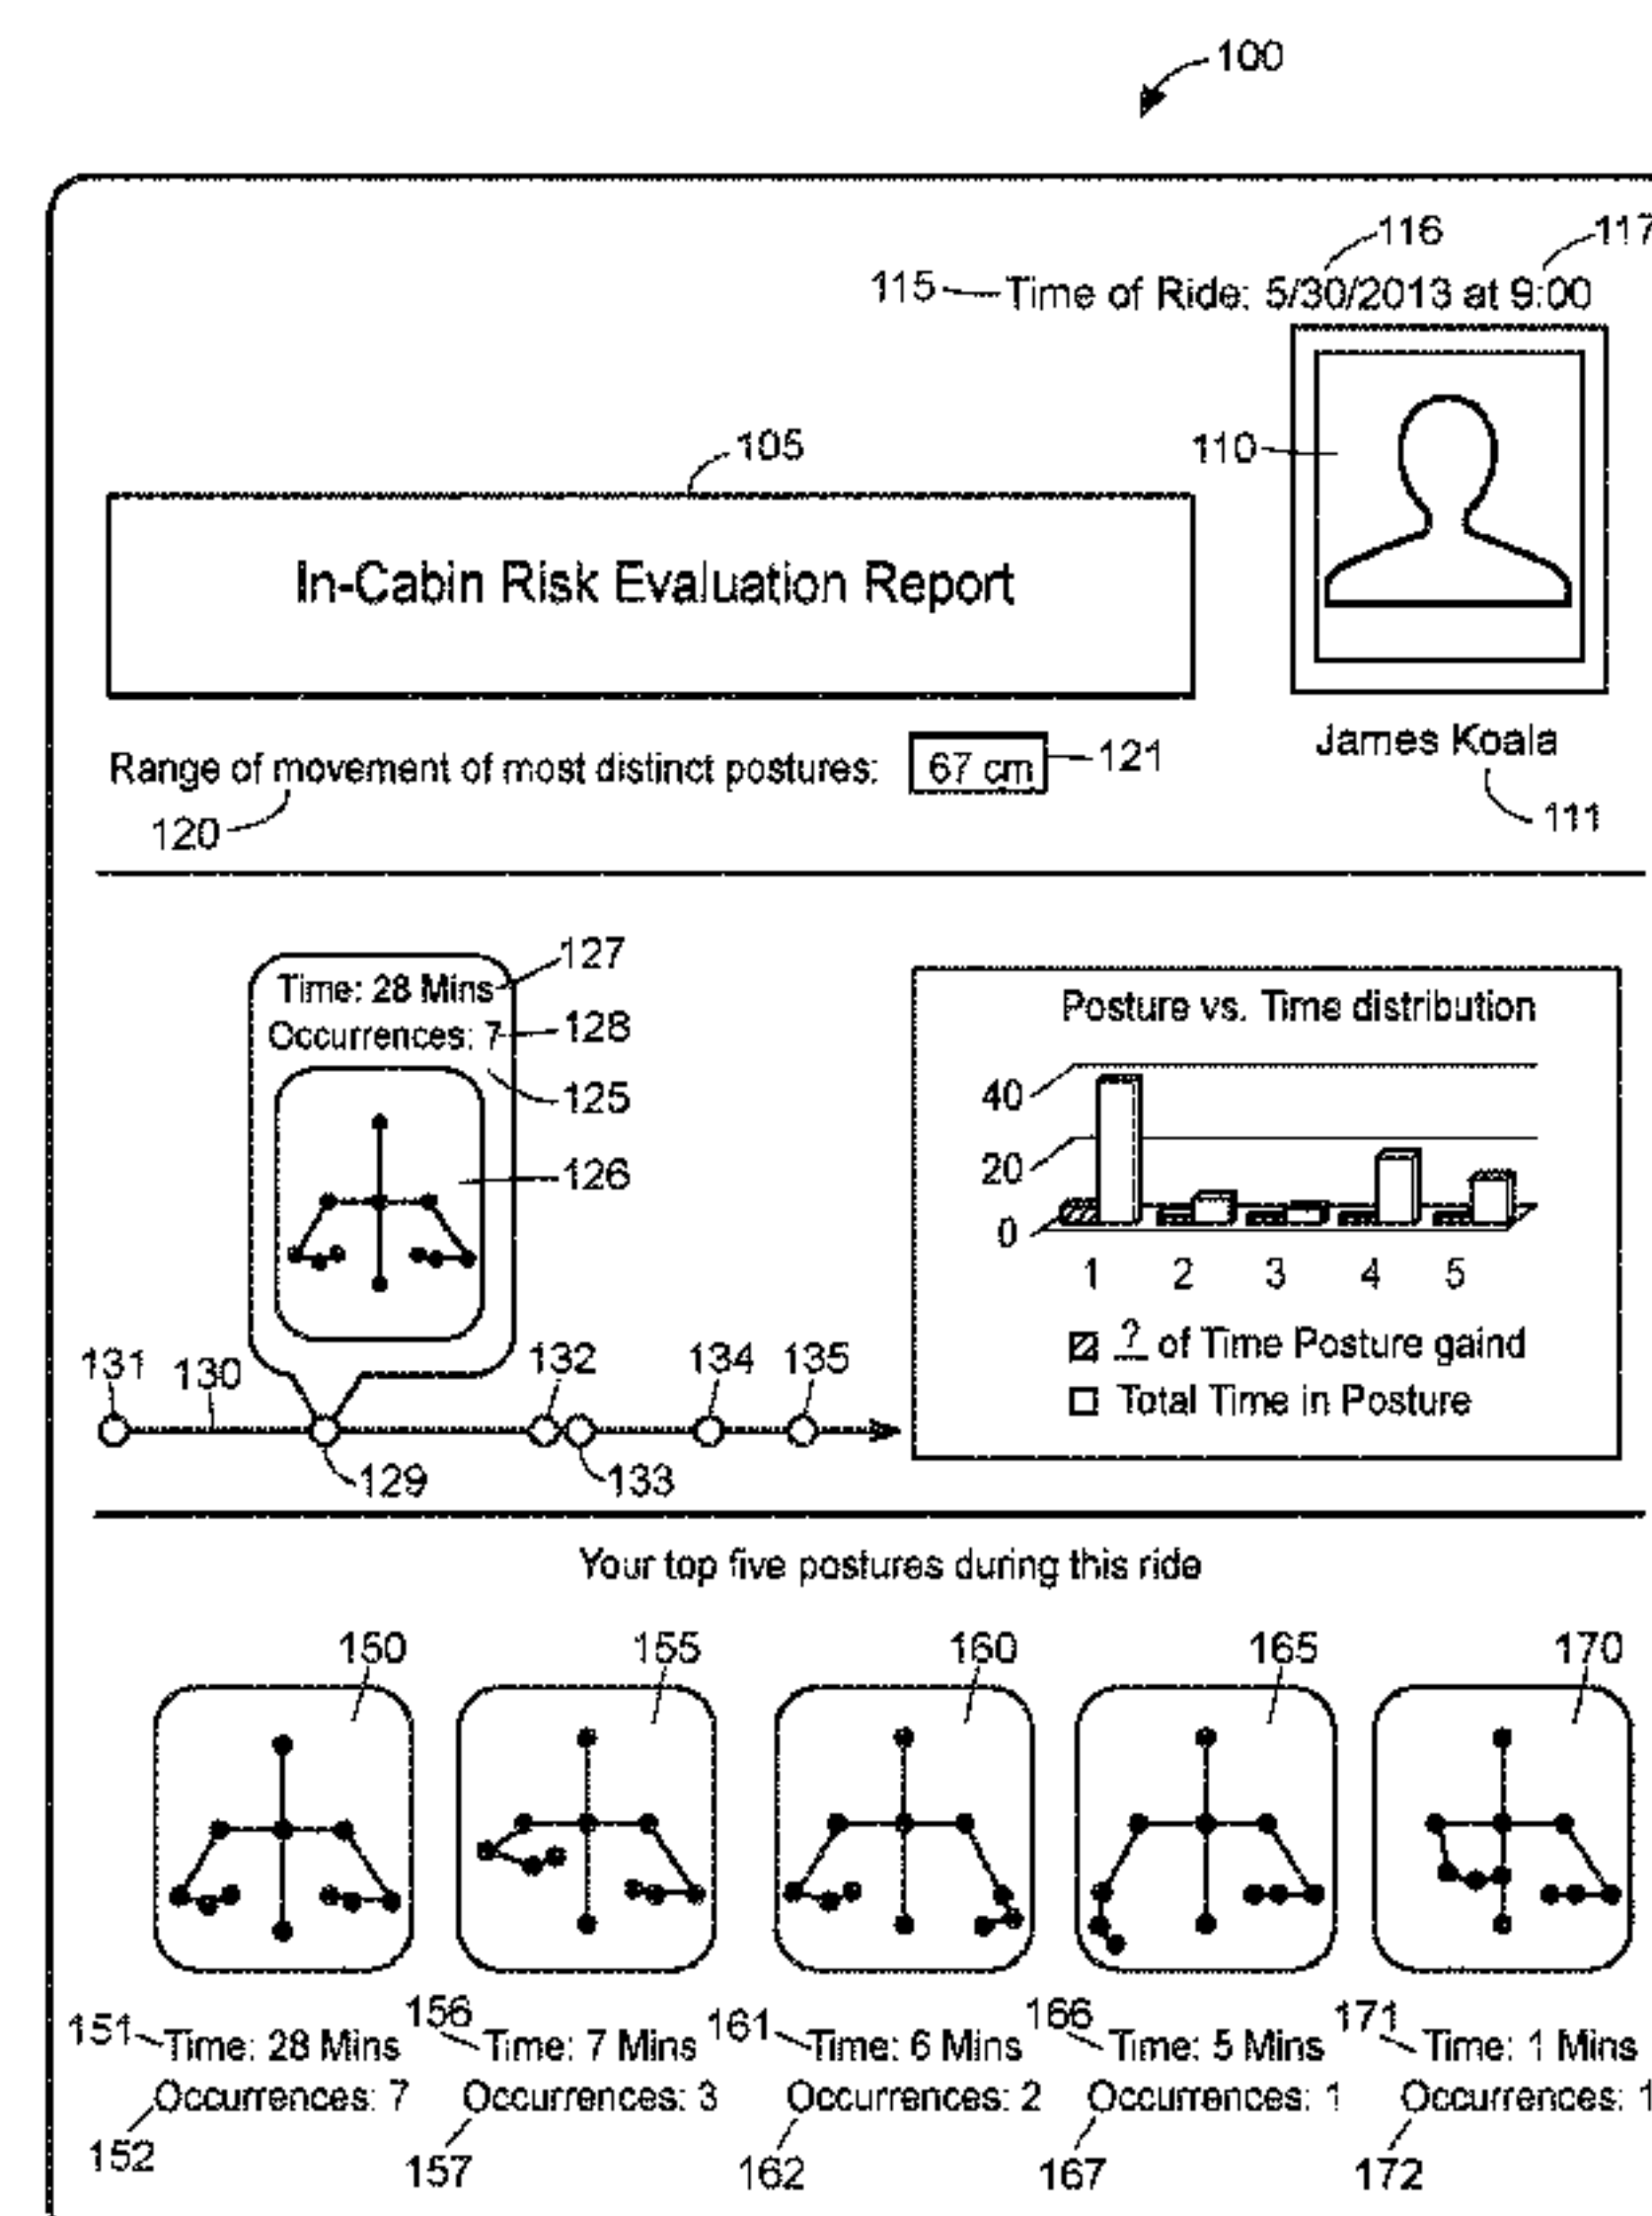 100
116
117
115 Time of Ride: 5/30/2013 at 9:00
105
110
In-Cabin Risk Evaluation Report
James Koala
Range of movement of most distinct postures: 67 cm 121
111
120
127
Time: 28 Mins
Occurrences: 7 128
125
126
Posture vs. Time distribution
40
20
0
1 2 3 4 5
? of Time Posture gaind
Total Time in Posture
131 130 132 134 135
129 133
Your top five postures during this ride
150 155 160 165 170
151 156 161 166 171
Time: 28 Mins Time: 7 Mins Time: 6 Mins Time: 5 Mins Time: 1 Mins
Occurrences: 7 Occurrences: 3 Occurrences: 2 Occurrences: 1 Occurrences: 1
152 157 162 167 172